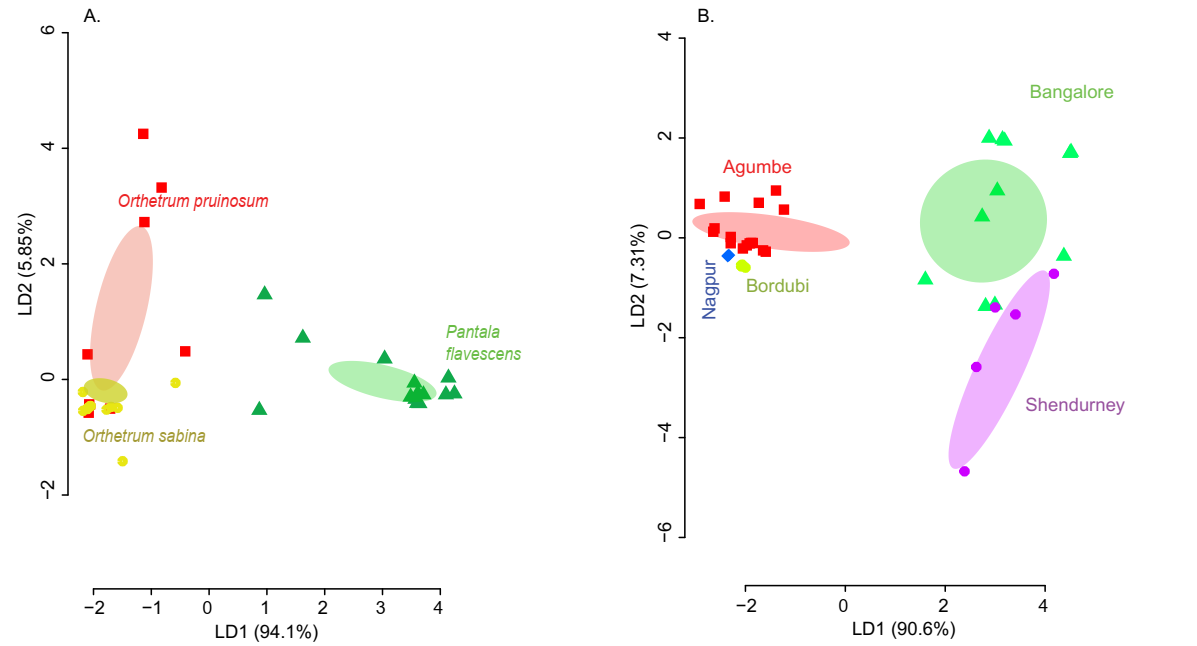 A.
6
4
2
0
−2
LD2 (5.85%)
Orthetrum pruinosum
Pantala
flavescens
Orthetrum sabina
−2
−1
0
1
2
3
4
LD1 (94.1%)
B.
4
2
0
−2
−4
−6
LD2 (7.31%)
Bangalore
Agumbe
Nagpur
Bordubi
Shendurney
−2
0
2
4
LD1 (90.6%)